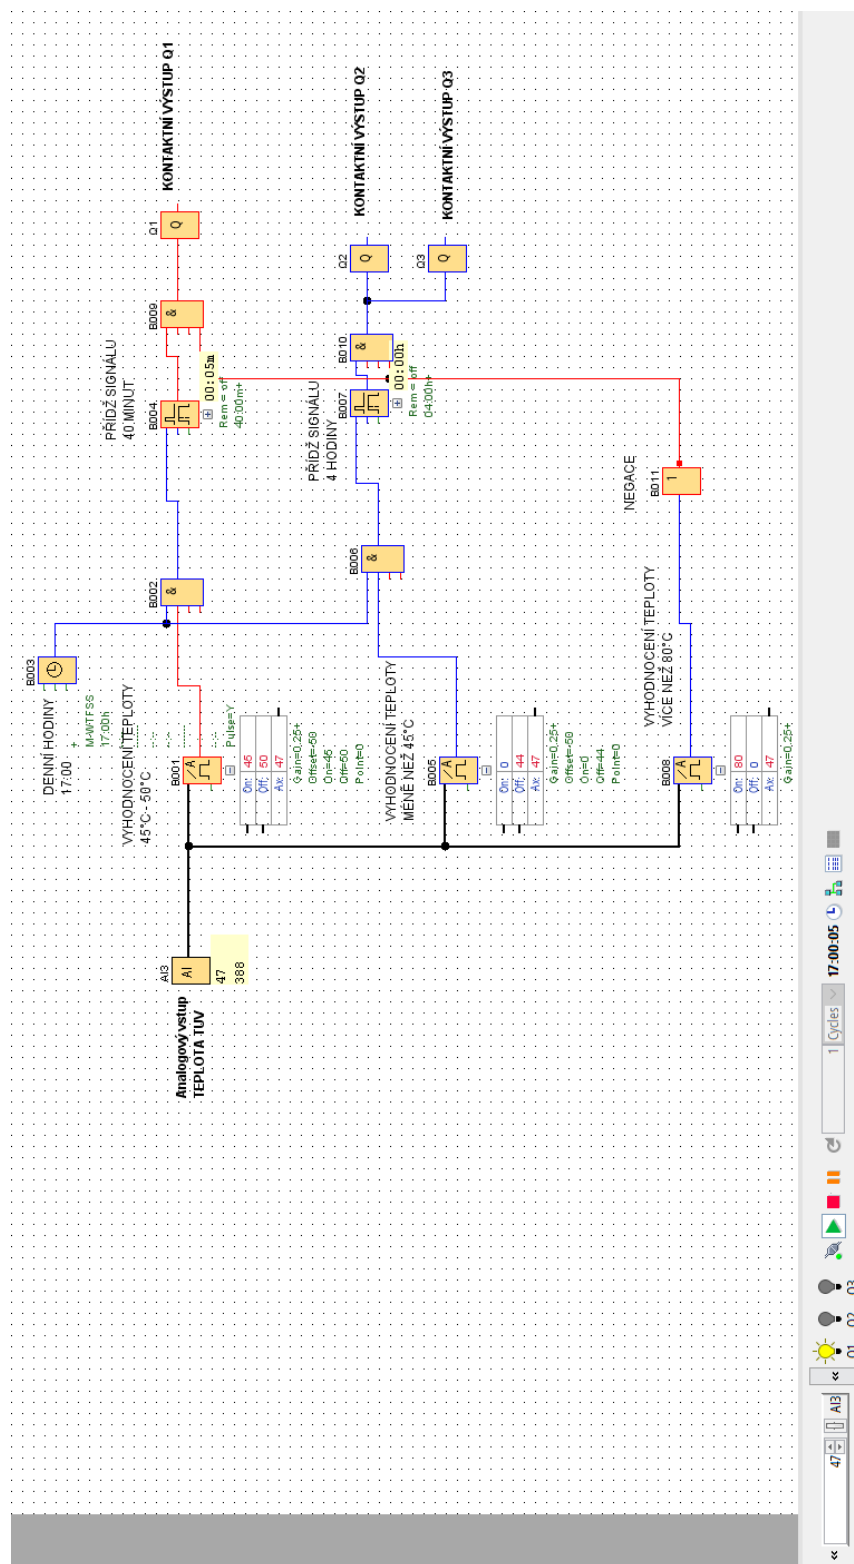 Analogový vstup
TEPLOTA TUV
AI3
AI
47
388
DENNÍ HODINY
17:00
B003
+
M-WTFSS
17:00h
Pulse=Y
VYHODNOCENÍ TEPLOTY
45°C - 50°C
B001
/A
On: 45
Off: 50
Ax: 47
Gain=0.25+
Offset=-50
On=45
Off=50
Point=0
VYHODNOCENÍ TEPLOTY
MÉNĚ NEŽ 45°C
B005
/A
On: 0
Off: 44
Ax: 47
Gain=0.25+
Offset=-50
On=0
Off=44
Point=0
VYHODNOCENÍ TEPLOTY
VÍCE NEŽ 80°C
B008
/A
On: 80
Off: 0
Ax: 47
Gain=0.25+
B002
&
B006
&
NEGACE
B011
1
PŘÍDŽ SIGNÁLU
40 MINUT
B004
00:05m
Rem = off
40:00m+
PŘÍDŽ SIGNÁLU
4 HODINY
B007
00:00h
Rem = off
04:00h+
B009
&
B010
&
Q1
Q
KONTAKTNÍ VÝSTUP Q1
Q2
Q
KONTAKTNÍ VÝSTUP Q2
Q3
Q
KONTAKTNÍ VÝSTUP Q3
47
AI3
Q1
Q2
Q3
1
Cycles
17:00:05